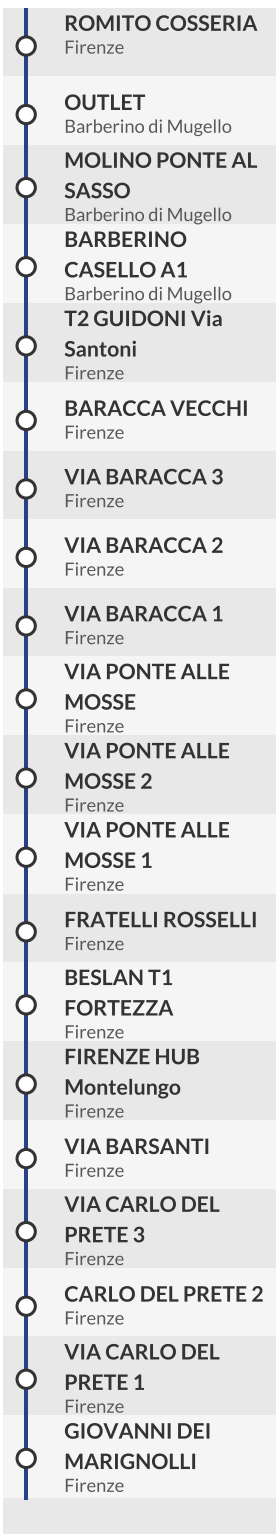 ROMITO COSSERIA
Firenze
OUTLET
Barberino di Mugello
MOLINO PONTE AL
SASSO
Barberino di Mugello
BARBERINO
CASELLO A1
Barberino di Mugello
T2 GUIDONI Via
Santoni
Firenze
BARACCA VECCHI
Firenze
VIA BARACCA 3
Firenze
VIA BARACCA 2
Firenze
VIA BARACCA 1
Firenze
VIA PONTE ALLE
MOSSE
Firenze
VIA PONTE ALLE
MOSSE 2
Firenze
VIA PONTE ALLE
MOSSE 1
Firenze
FRATELLI ROSSELLI
Firenze
BESLAN T1
FORTEZZA
Firenze
FIRENZE HUB
Montelungo
Firenze
VIA BARSANTI
Firenze
VIA CARLO DEL
PRETE 3
Firenze
CARLO DEL PRETE 2
Firenze
VIA CARLO DEL
PRETE 1
Firenze
GIOVANNI DEI
MARIGNOLLI
Firenze